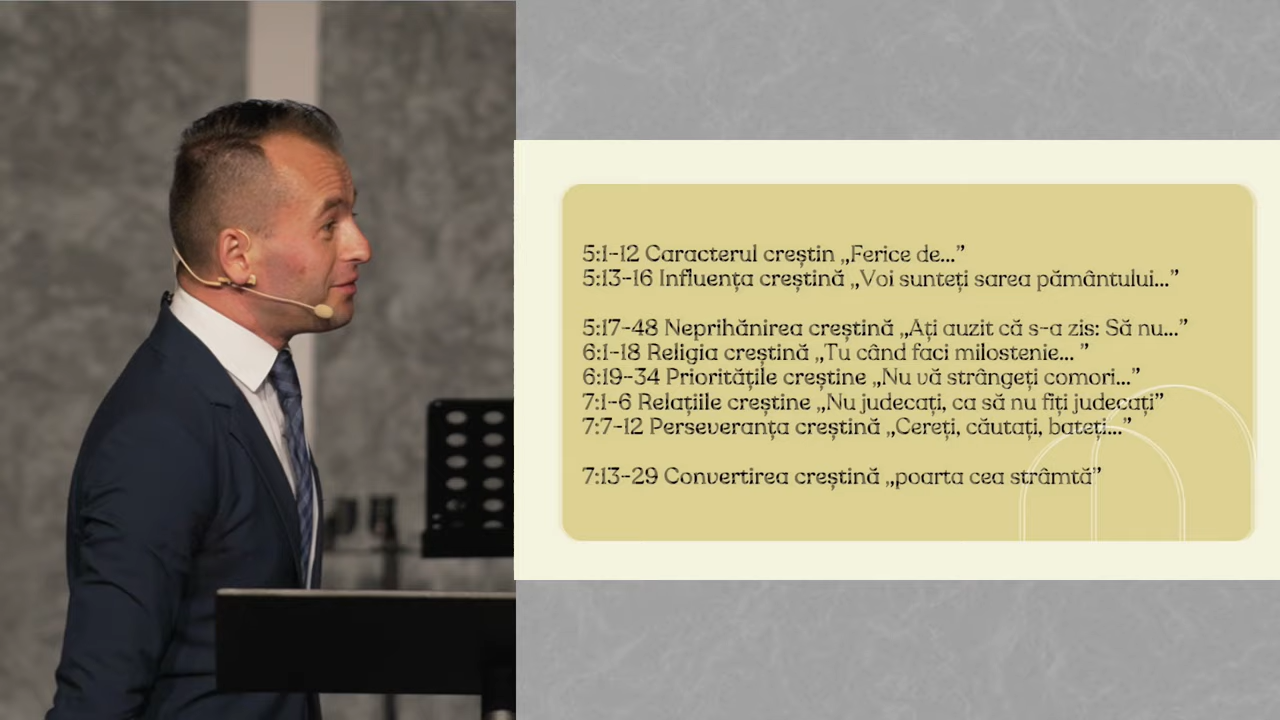 5:1-12 Caracterul creștin „Ferice de...”
5:13-16 Influența creștină „Voi sunteți sarea pământului...”
5:17-48 Neprihănirea creștină „Ați auzit că s-a zis: Să nu...”
6:1-18 Religia creștină „Tu când faci milostenie... ”
6:19-34 Prioritățile creștine „Nu vă strângeți comori...”
7:1-6 Relațiile creștine „Nu judecați, ca să nu fiți judecați”
7:7-12 Perseveranța creștină „Cereți, căutați, bateți...”
7:13-29 Convertirea creștină „poarta cea strâmtă”